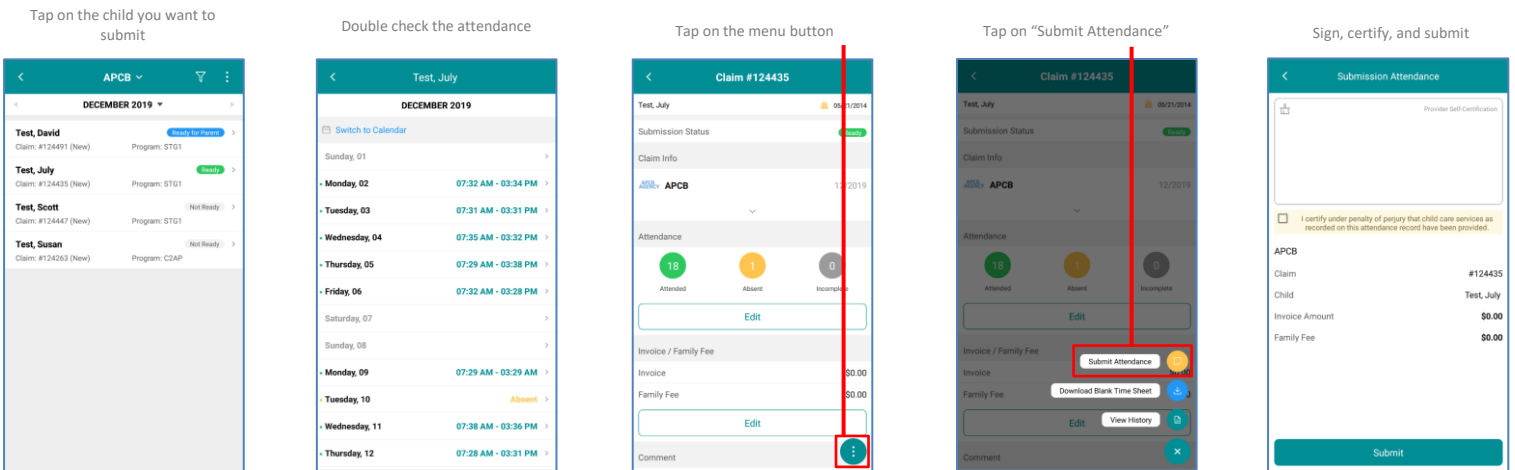 Tap on the child you want to
submit
APCB
DECEMBER 2019
Test, David
Ready for Parent
Claim: #124491 (New) Program: STG1
Test, July
Ready
Claim: #124435 (New) Program: STG1
Test, Scott
Not Ready
Claim: #124447 (New) Program: STG1
Test, Susan
Not Ready
Claim: #124263 (New) Program: C2AP
Double check the attendance
Test, July
DECEMBER 2019
Switch to Calendar
Sunday, 01
Monday, 02 07:32 AM - 03:34 PM
Tuesday, 03 07:31 AM - 03:31 PM
Wednesday, 04 07:35 AM - 03:32 PM
Thursday, 05 07:29 AM - 03:38 PM
Friday, 06 07:32 AM - 03:28 PM
Saturday, 07
Sunday, 08
Monday, 09 07:29 AM - 03:29 AM
Tuesday, 10 Absent
Wednesday, 11 07:38 AM - 03:36 PM
Thursday, 12 07:28 AM - 03:31 PM
Tap on the menu button
Claim #124435
Test, July 05/21/2014
Submission Status Ready
Claim Info
APCB AGENCY APCB 12/2019
Attendance
18 1 0
Attended Absent Incomplete
Edit
Invoice / Family Fee
Invoice $0.00
Family Fee $0.00
Edit
Comment
Tap on “Submit Attendance”
Claim #124435
Test, July 05/21/2014
Submission Status Ready
Claim Info
APCB AGENCY APCB 12/2019
Attendance
18 1 0
Attended Absent Incomplete
Edit
Invoice / Family Fee
Submit Attendance
Invoice $0.00
Family Fee Download Blank Time Sheet
Edit View History
Comment
Sign, certify, and submit
Submission Attendance
Provider Self-Certification
I certify under penalty of perjury that child care services as
recorded on this attendance record have been provided.
APCB
Claim #124435
Child Test, July
Invoice Amount $0.00
Family Fee $0.00
Submit